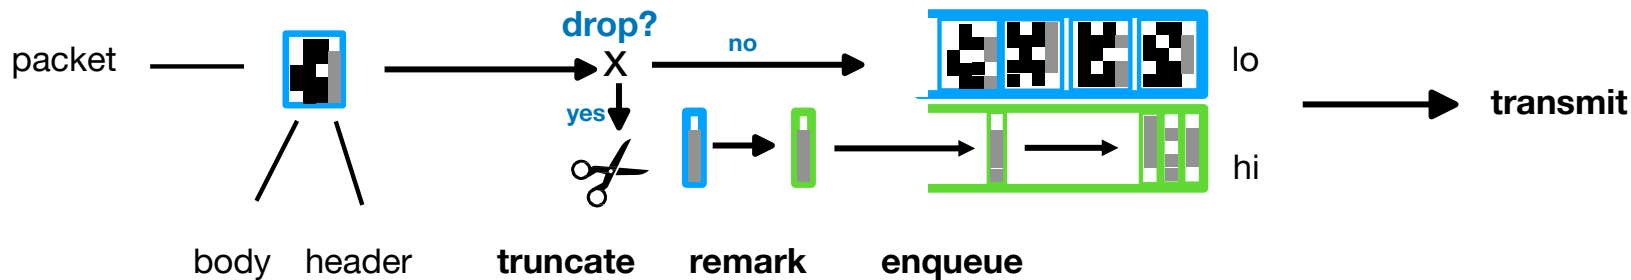 packet
drop?
X
no
yes
lo
hi
transmit
body
header
truncate
remark
enqueue